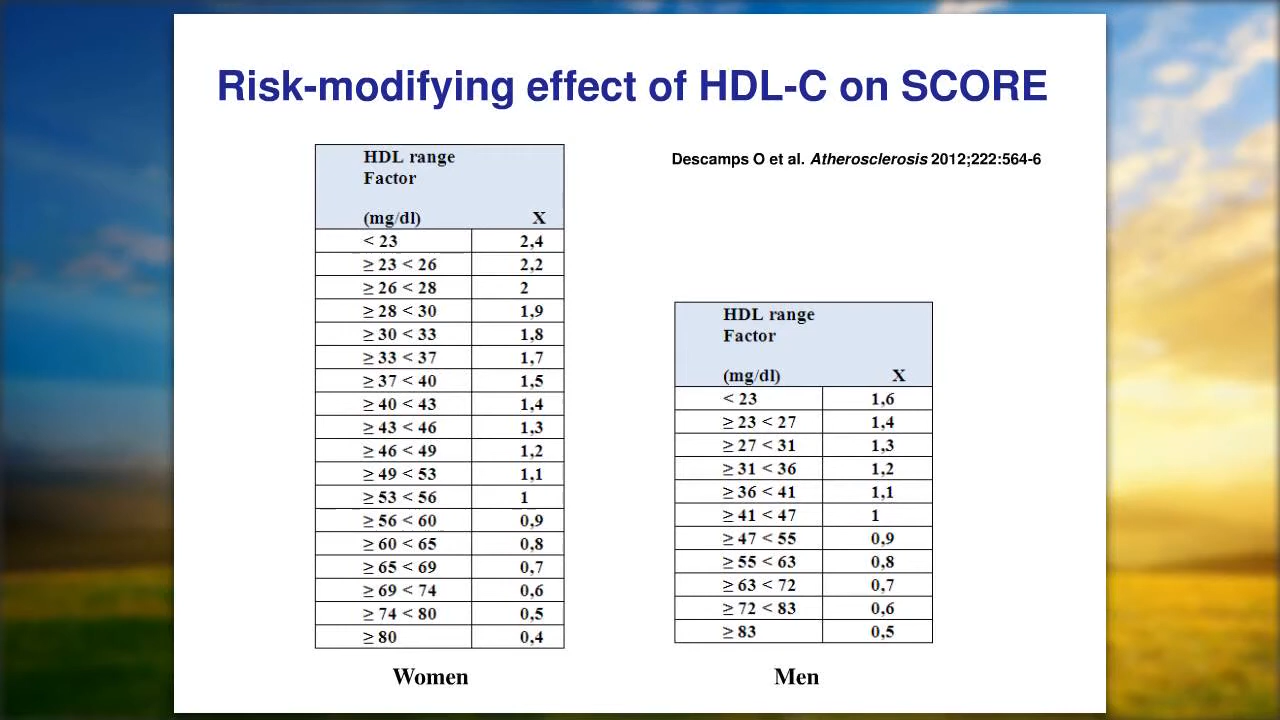 Risk-modifying effect of HDL-C on SCORE
Descamps O et al. Atherosclerosis 2012;222:564-6
HDL range
Factor
(mg/dl) X
< 23 2,4
≥ 23 < 26 2,2
≥ 26 < 28 2
≥ 28 < 30 1,9
≥ 30 < 33 1,8
≥ 33 < 37 1,7
≥ 37 < 40 1,5
≥ 40 < 43 1,4
≥ 43 < 46 1,3
≥ 46 < 49 1,2
≥ 49 < 53 1,1
≥ 53 < 56 1
≥ 56 < 60 0,9
≥ 60 < 65 0,8
≥ 65 < 69 0,7
≥ 69 < 74 0,6
≥ 74 < 80 0,5
≥ 80 0,4
Women
HDL range
Factor
(mg/dl) X
< 23 1,6
≥ 23 < 27 1,4
≥ 27 < 31 1,3
≥ 31 < 36 1,2
≥ 36 < 41 1,1
≥ 41 < 47 1
≥ 47 < 55 0,9
≥ 55 < 63 0,8
≥ 63 < 72 0,7
≥ 72 < 83 0,6
≥ 83 0,5
Men